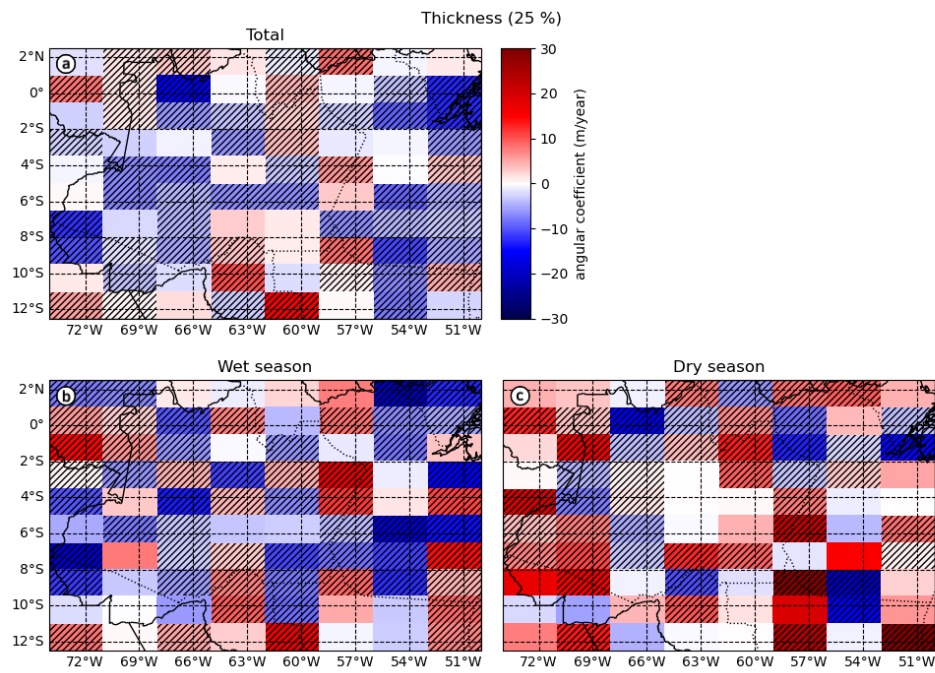 Thickness (25 %)
Total
a
2°N
0°
2°S
4°S
6°S
8°S
10°S
12°S
72°W 69°W 66°W 63°W 60°W 57°W 54°W 51°W
30
20
10
0
−10
−20
−30
angular coefficient (m/year)
Wet season
b
2°N
0°
2°S
4°S
6°S
8°S
10°S
12°S
72°W 69°W 66°W 63°W 60°W 57°W 54°W 51°W
Dry season
c
72°W 69°W 66°W 63°W 60°W 57°W 54°W 51°W